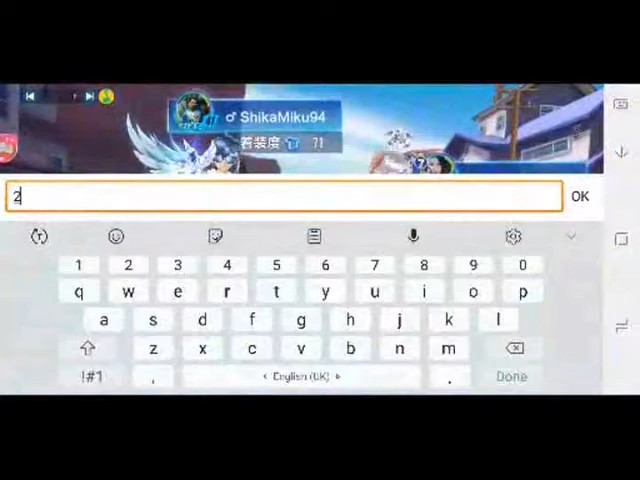 ♂ ShikaMiku94
着装度 71
2
OK
1 2 3 4 5 6 7 8 9 0
q w e r t y u i o p
a s d f g h j k l
z x c v b n m
!#1 , < English (UK) > . Done